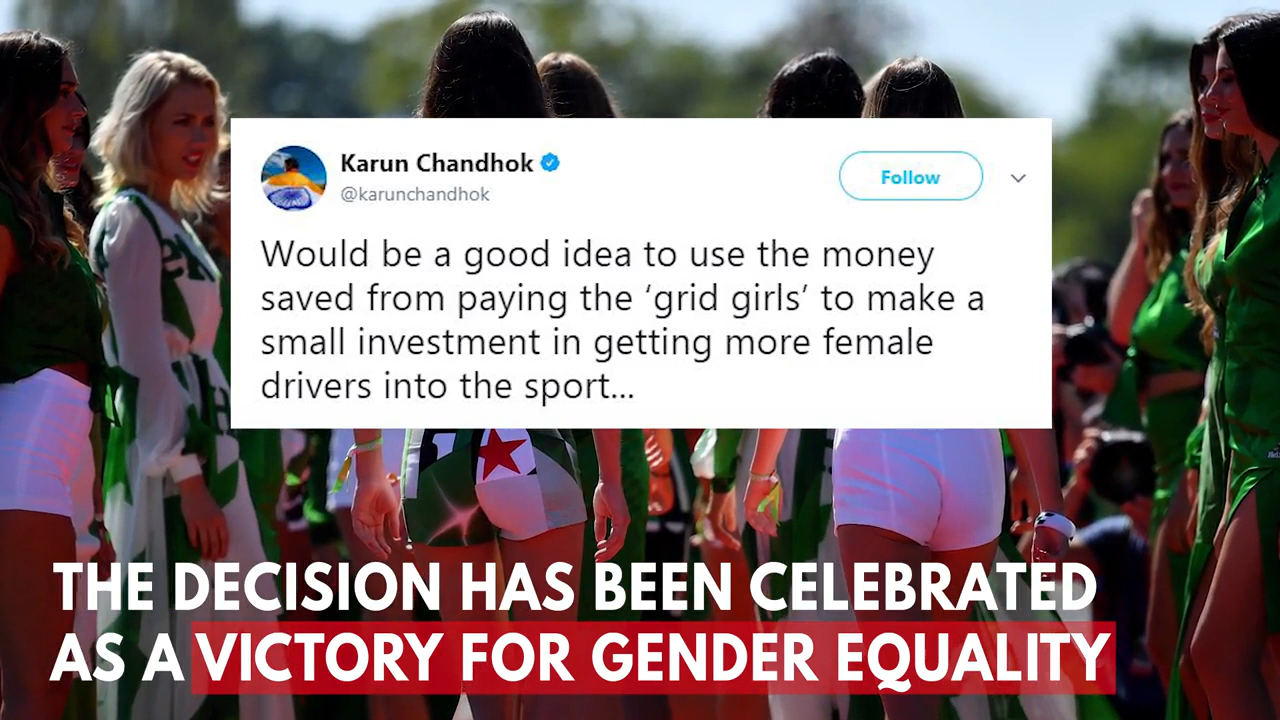 Karun Chandhok
@karunchandhok
Follow
Would be a good idea to use the money
saved from paying the ‘grid girls’ to make a
small investment in getting more female
drivers into the sport...
THE DECISION HAS BEEN CELEBRATED
AS A VICTORY FOR GENDER EQUALITY